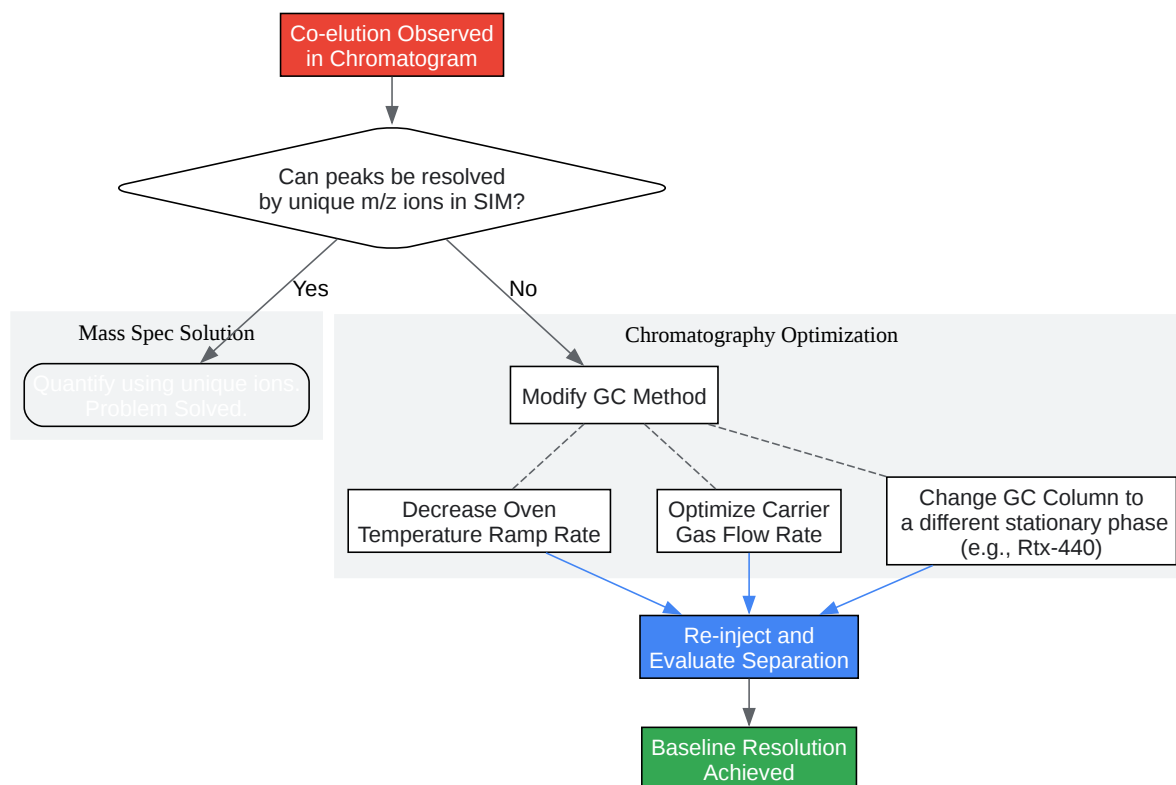 Co-elution Observed
in Chromatogram
Can peaks be resolved
by unique m/z ions in SIM?
Yes
No
Mass Spec Solution
Quantify using unique ions.
Problem Solved.
Chromatography Optimization
Modify GC Method
Decrease Oven
Temperature Ramp Rate
Optimize Carrier
Gas Flow Rate
Change GC Column to
a different stationary phase
(e.g., Rtx-440)
Re-inject and
Evaluate Separation
Baseline Resolution
Achieved